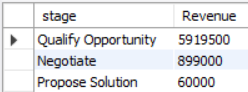 stage Revenue
Qualify Opportunity 5919500
Negotiate 899000
Propose Solution 60000